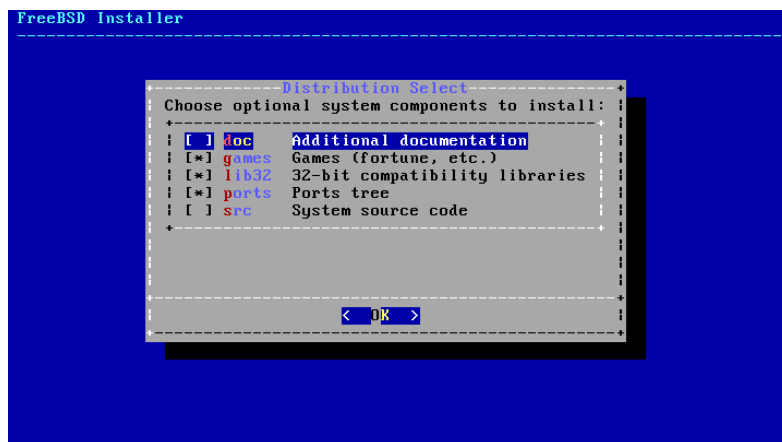 FreeBSD Installer
Distribution Select
Choose optional system components to install:
[ ] doc Additional documentation
[*] games Games (fortune, etc.)
[*] lib32 32-bit compatibility libraries
[*] ports Ports tree
[ ] src System source code
< OK >